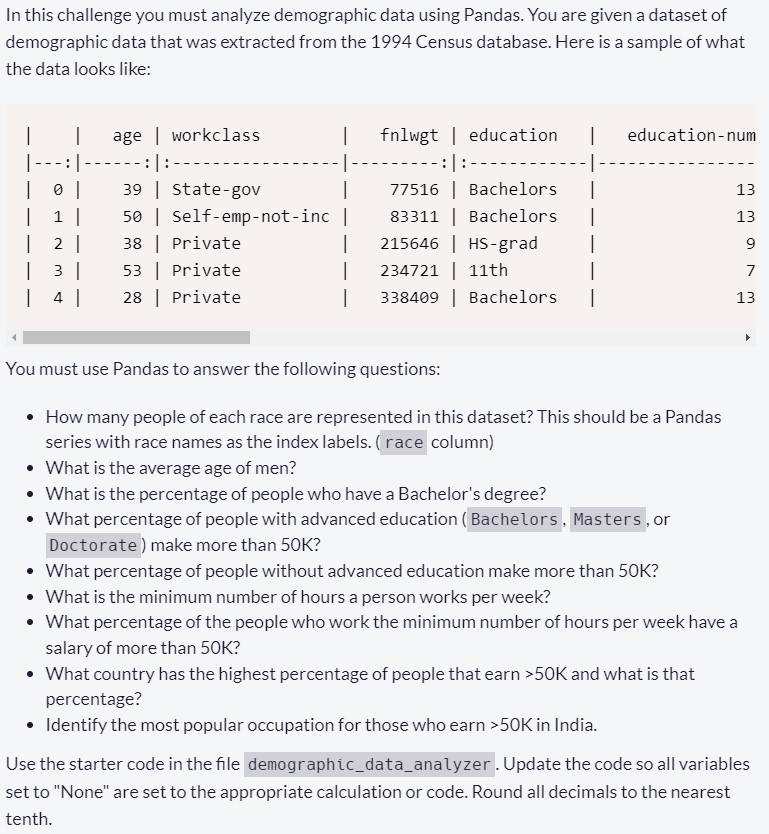 In this challenge you must analyze demographic data using Pandas. You are given a dataset of
demographic data that was extracted from the 1994 Census database. Here is a sample of what
the data looks like:
|    |   age | workclass        |   fnlwgt | education   |   education-num
|---:|------:|:-----------------|---------:|:------------|----------------
|  0 |    39 | State-gov        |    77516 | Bachelors   |              13
|  1 |    50 | Self-emp-not-inc |    83311 | Bachelors   |              13
|  2 |    38 | Private          |   215646 | HS-grad     |               9
|  3 |    53 | Private          |   234721 | 11th        |               7
|  4 |    28 | Private          |   338409 | Bachelors   |              13
You must use Pandas to answer the following questions:
• How many people of each race are represented in this dataset? This should be a Pandas
series with race names as the index labels. ( race column)
• What is the average age of men?
• What is the percentage of people who have a Bachelor's degree?
• What percentage of people with advanced education ( Bachelors , Masters , or
Doctorate ) make more than 50K?
• What percentage of people without advanced education make more than 50K?
• What is the minimum number of hours a person works per week?
• What percentage of the people who work the minimum number of hours per week have a
salary of more than 50K?
• What country has the highest percentage of people that earn >50K and what is that
percentage?
• Identify the most popular occupation for those who earn >50K in India.
Use the starter code in the file demographic_data_analyzer . Update the code so all variables
set to "None" are set to the appropriate calculation or code. Round all decimals to the nearest
tenth.